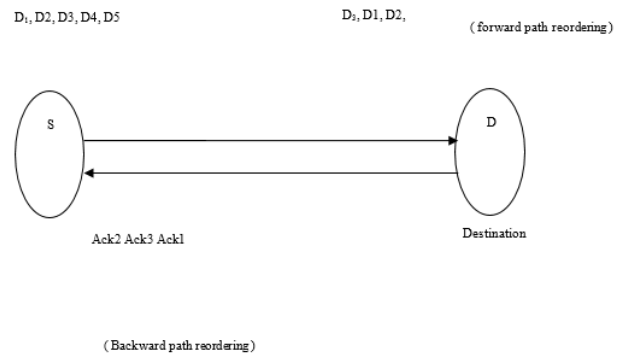 D₁, D2, D3, D4, D5
D₃, D1, D2,
( forward path reordering )
S
D
Ack2 Ack3 Ack1
Destination
( Backward path reordering )